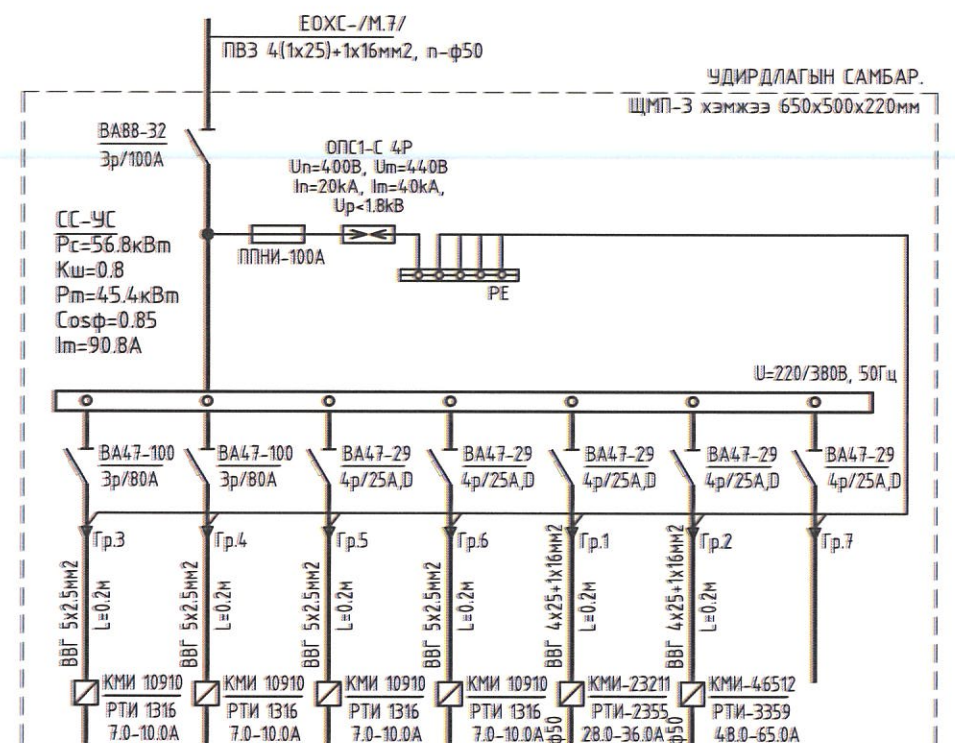 ЕОХС-/М.7/
ПВ3 4(1х25)+1х16мм2, п-ф50
УДИРДЛАГЫН САМБАР.
ЩМП-3 хэмжээ 650х500х220мм
ВА88-32
3р/100А
ОПС1-С 4Р
Un=400В, Um=440В
In=20kA, Im=40kA,
Up<1.8kВ
СС-УС
Рс=56.8кВт
Кш=0.8
Рт=45.4кВт
Cosф=0.85
Im=90.8А
ППНИ-100А
РЕ
U=220/380В, 50Гц
ВА47-100
3р/80А
ВА47-100
3р/80А
ВА47-29
4р/25А,D
ВА47-29
4р/25А,D
ВА47-29
4р/25А,D
ВА47-29
4р/25А,D
ВА47-29
4р/25А,D
Гр.3
Гр.4
Гр.5
Гр.6
Гр.1
Гр.2
Гр.7
ВВГ 5х2.5мм2
L=0.2м
ВВГ 5х2.5мм2
L=0.2м
ВВГ 5х2.5мм2
L=0.2м
ВВГ 5х2.5мм2
L=0.2м
ВВГ 4х25+1х16мм2
L=0.2м
ВВГ 4х25+1х16мм2
L=0.2м
КМИ 10910
РТИ 1316
7.0-10.0А
КМИ 10910
РТИ 1316
7.0-10.0А
КМИ 10910
РТИ 1316
7.0-10.0А
КМИ 10910
РТИ 1316
7.0-10.0А
ф50
КМИ-23211
РТИ-2355
28.0-36.0А
ф50
КМИ-46512
РТИ-3359
48.0-65.0А